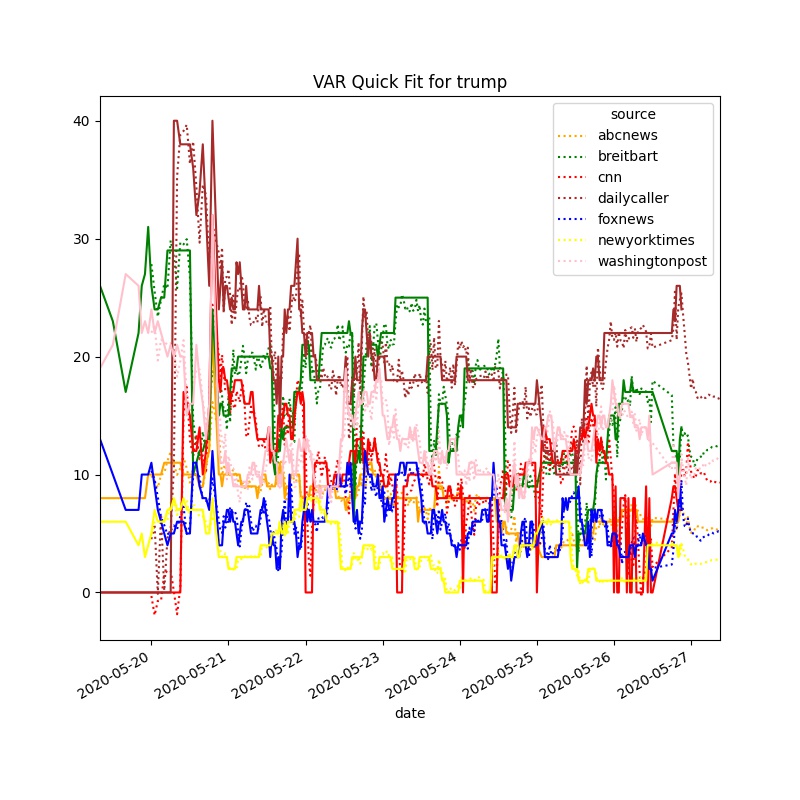 VAR Quick Fit for trump
source
abcnews
breitbart
cnn
dailycaller
foxnews
newyorktimes
washingtonpost
40
30
20
10
0
2020-05-20
2020-05-21
2020-05-22
2020-05-23
2020-05-24
2020-05-25
2020-05-26
2020-05-27
date